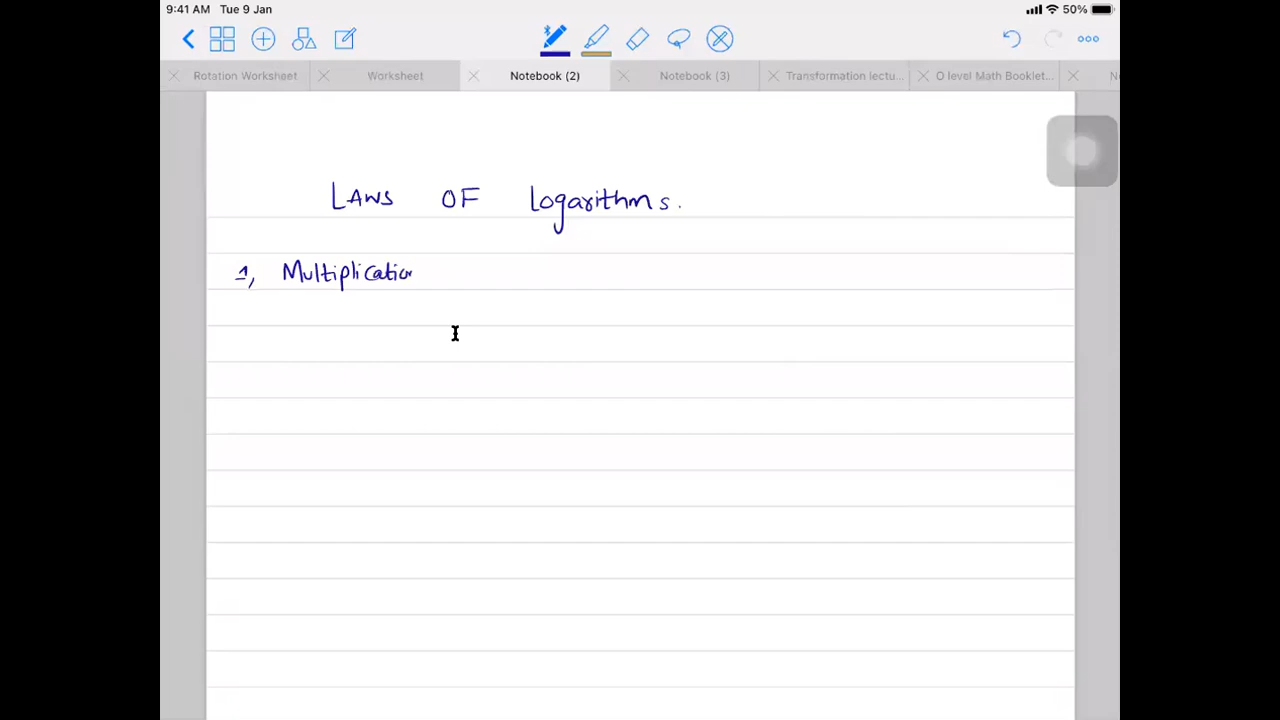 9:41 AM Tue 9 Jan 50%
Rotation Worksheet Worksheet Notebook (2) Notebook (3) Transformation lectu... O level Math Booklet...
LAWS OF Logarithms.
1, Multiplication